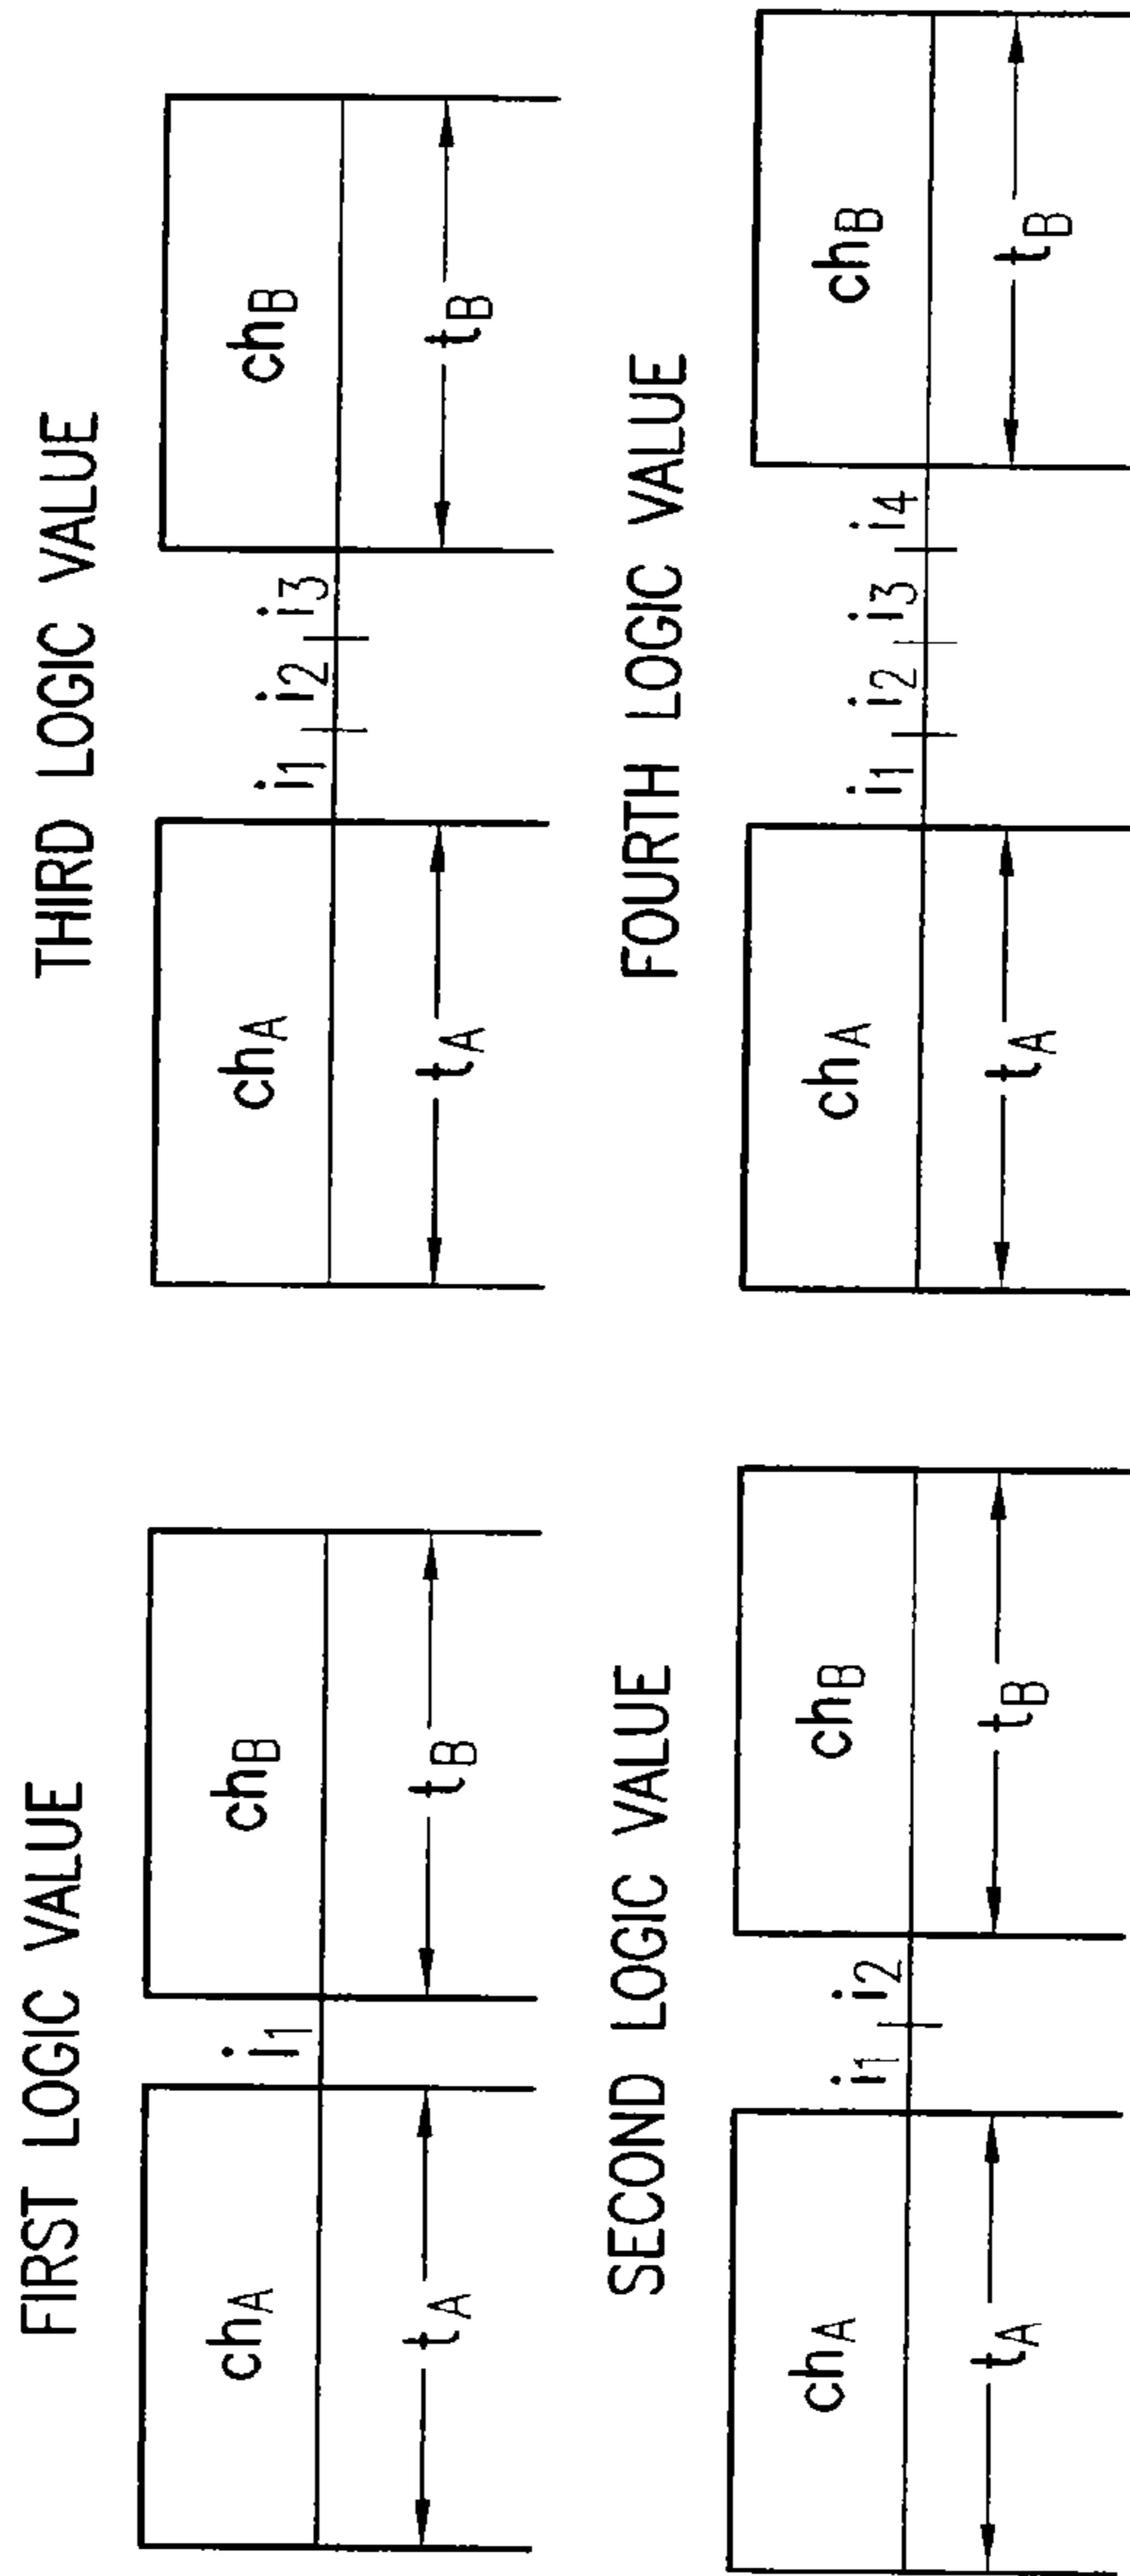 FIRST LOGIC VALUE
chA i1 chB
tA tB
SECOND LOGIC VALUE
chA i1 i2 chB
tA tB
THIRD LOGIC VALUE
chA i1 i2 i3 chB
tA tB
FOURTH LOGIC VALUE
chA i1 i2 i3 i4 chB
tA tB